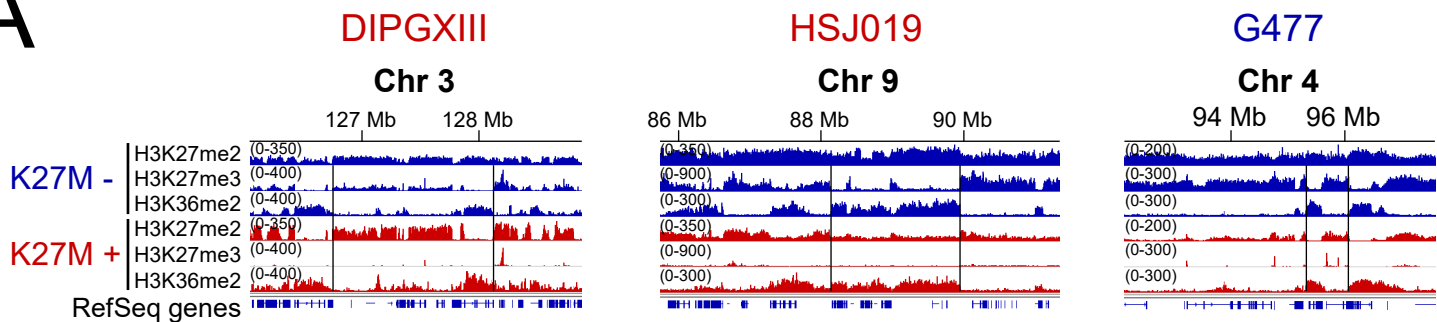 A
DIPGXIII HSJ019 G477
Chr 3 Chr 9 Chr 4
127 Mb 128 Mb 86 Mb 88 Mb 90 Mb 94 Mb 96 Mb
K27M -
H3K27me2 (0-350) (0-350) (0-200)
H3K27me3 (0-400) (0-900) (0-300)
H3K36me2 (0-400) (0-300) (0-300)
K27M +
H3K27me2 (0-350) (0-350) (0-200)
H3K27me3 (0-400) (0-900) (0-300)
H3K36me2 (0-400) (0-300) (0-300)
RefSeq genes